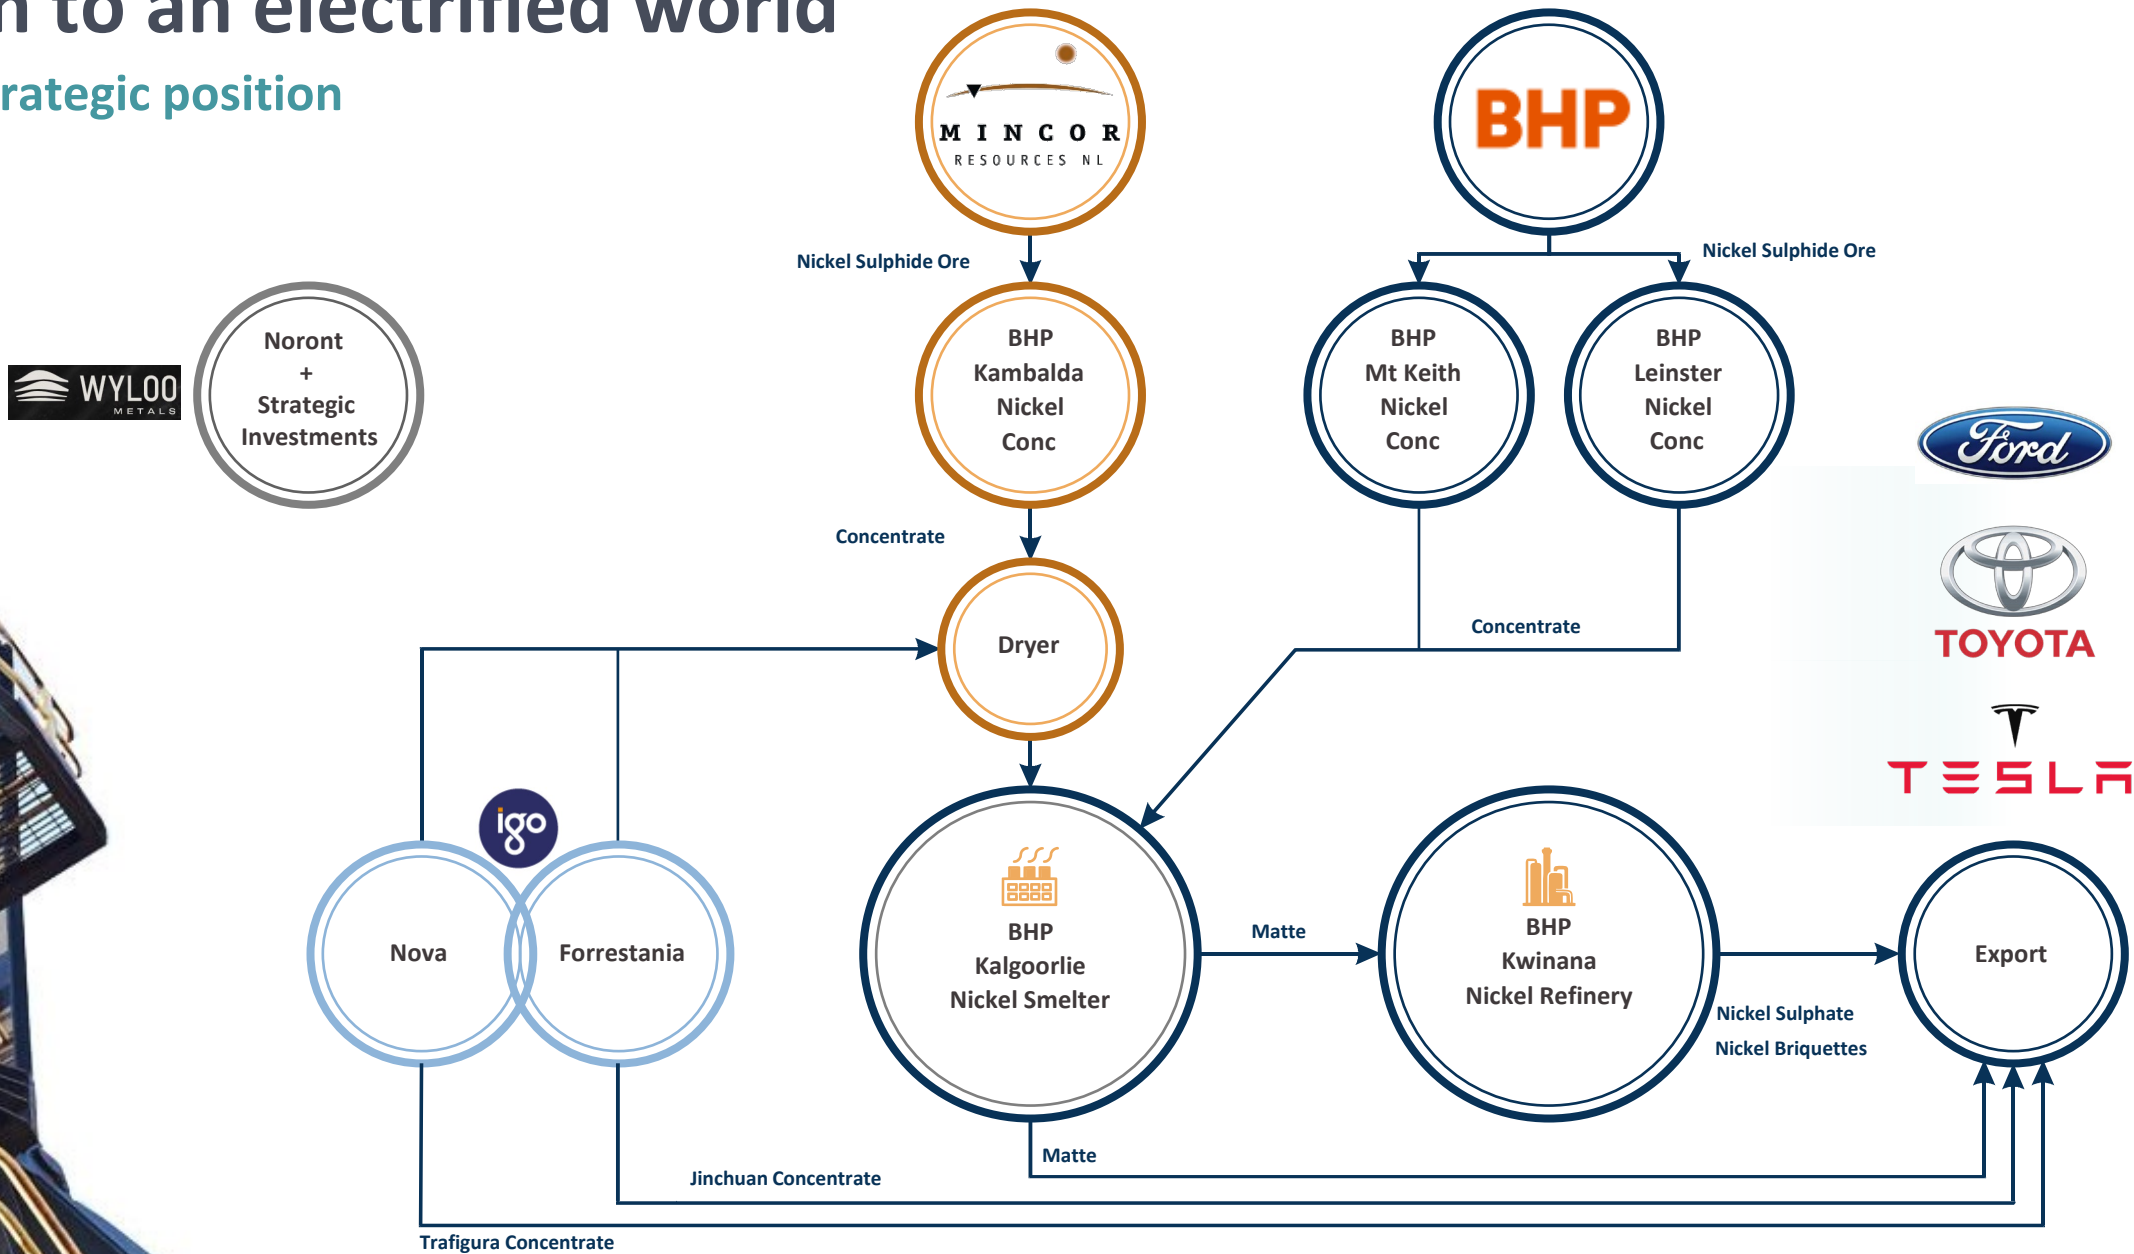 n to an electrified world
rategic position
MINCOR
RESOURCES NL
BHP
Nickel Sulphide Ore
Nickel Sulphide Ore
WYLOO
METALS
Noront
+
Strategic
Investments
BHP
Kambalda
Nickel
Conc
BHP
Mt Keith
Nickel
Conc
BHP
Leinster
Nickel
Conc
Ford
TOYOTA
TESLA
Concentrate
Concentrate
Dryer
igo
Nova
Forrestania
BHP
Kalgoorlie
Nickel Smelter
Matte
BHP
Kwinana
Nickel Refinery
Export
Nickel Sulphate
Nickel Briquettes
Matte
Jinchuan Concentrate
Trafigura Concentrate